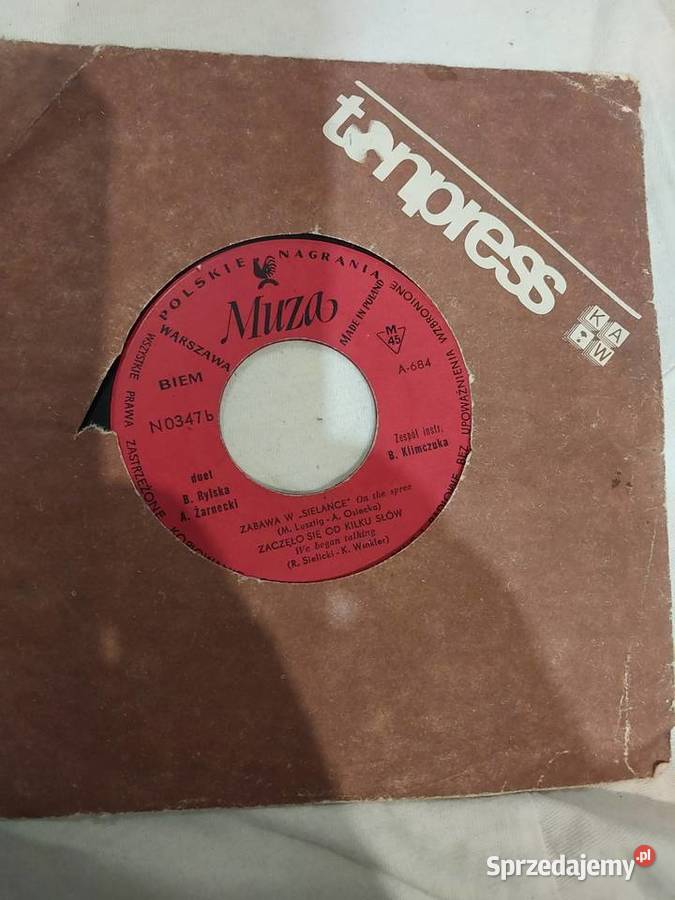 tonpress
K A
W
POLSKIE NAGRANIA
WARSZAWA
Muza
MADE IN POLAND
WSZYSTKIE PRAWA ZASTRZEŻONE
BEZ UPOWAŻNIENIA WZBRONIONE
BIEM
N0347b
M
45
A-684
duet
B. Rylska
A. Żarnecki
Zespół instr.
B. Klimczuka
ZABAWA W „SIELANCE" On the spree
(M. Lusztig-A. Osiecka)
ZACZĘŁO SIĘ OD KILKU SŁÓW
We began talking
(R. Sielicki-K. Winkler)
Sprzedajemy.pl